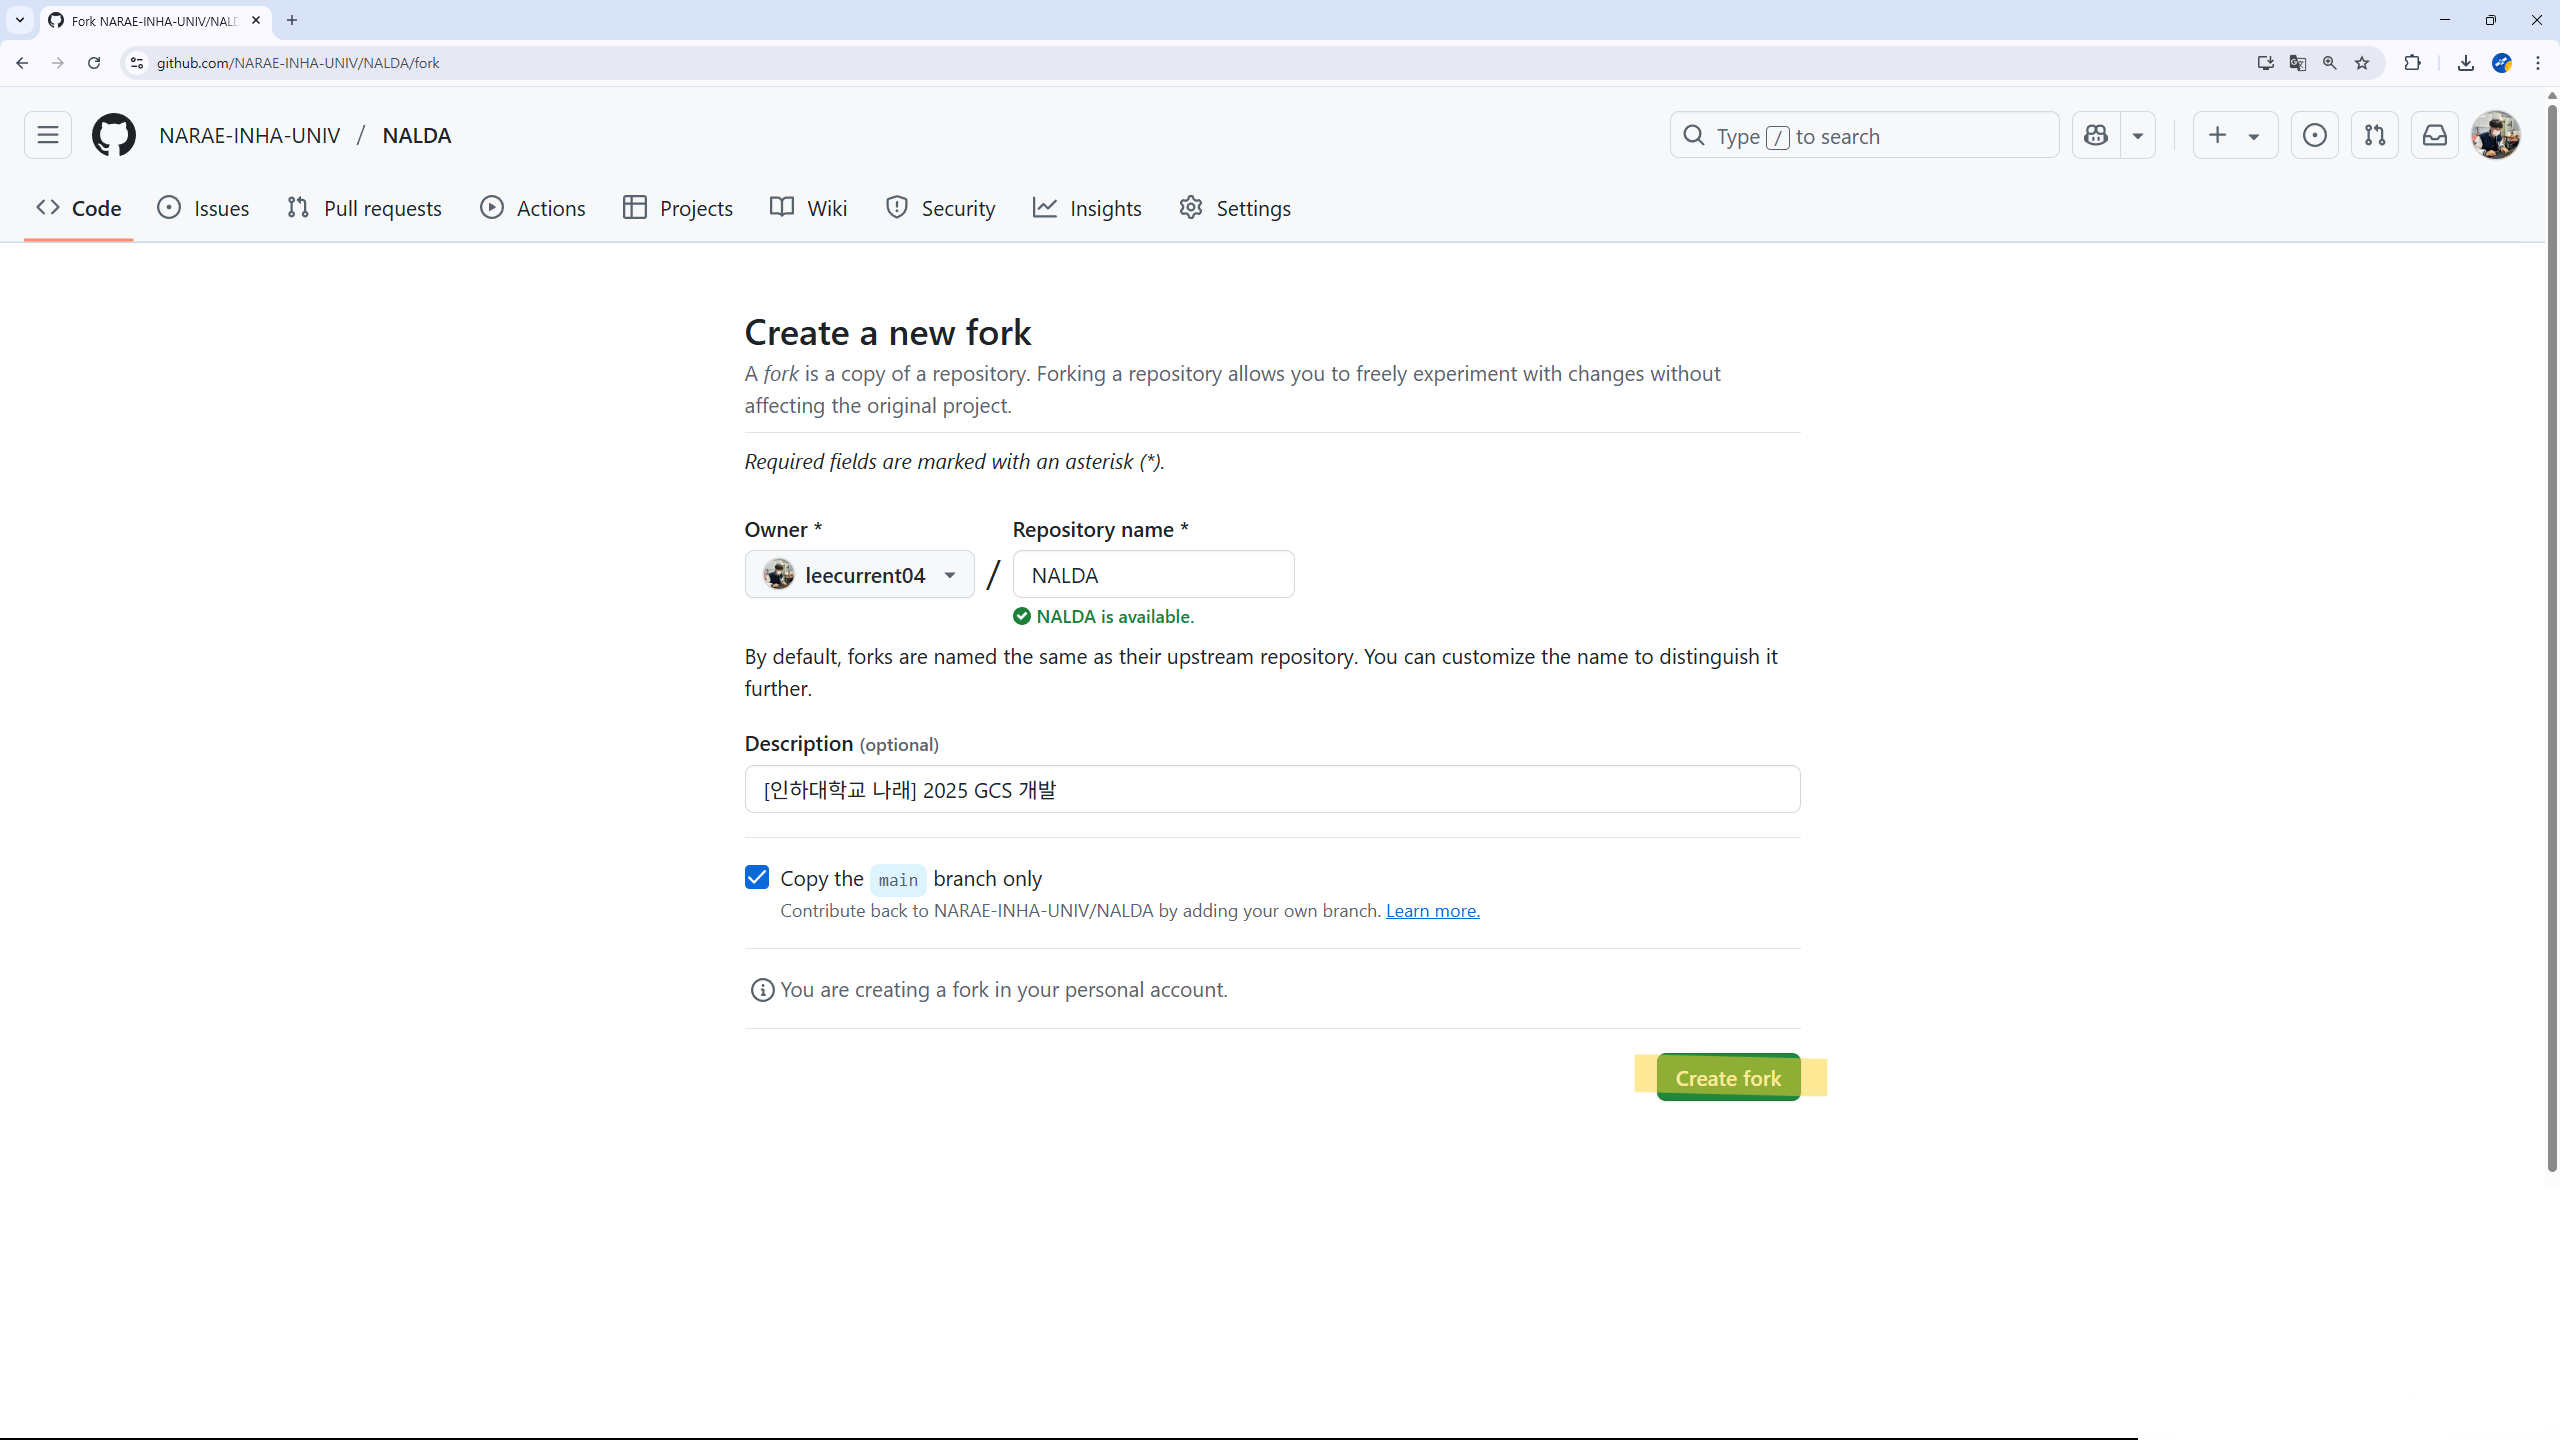 Fork NARAE-INHA-UNIV/NALD
github.com/NARAE-INHA-UNIV/NALDA/fork
NARAE-INHA-UNIV / NALDA
Type / to search
Code Issues Pull requests Actions Projects Wiki Security Insights Settings
Create a new fork
A fork is a copy of a repository. Forking a repository allows you to freely experiment with changes without
affecting the original project.
Required fields are marked with an asterisk (*).
Owner * Repository name *
leecurrent04 / NALDA
NALDA is available.
By default, forks are named the same as their upstream repository. You can customize the name to distinguish it
further.
Description (optional)
[인하대학교 나래] 2025 GCS 개발
Copy the main branch only
Contribute back to NARAE-INHA-UNIV/NALDA by adding your own branch. Learn more.
You are creating a fork in your personal account.
Create fork